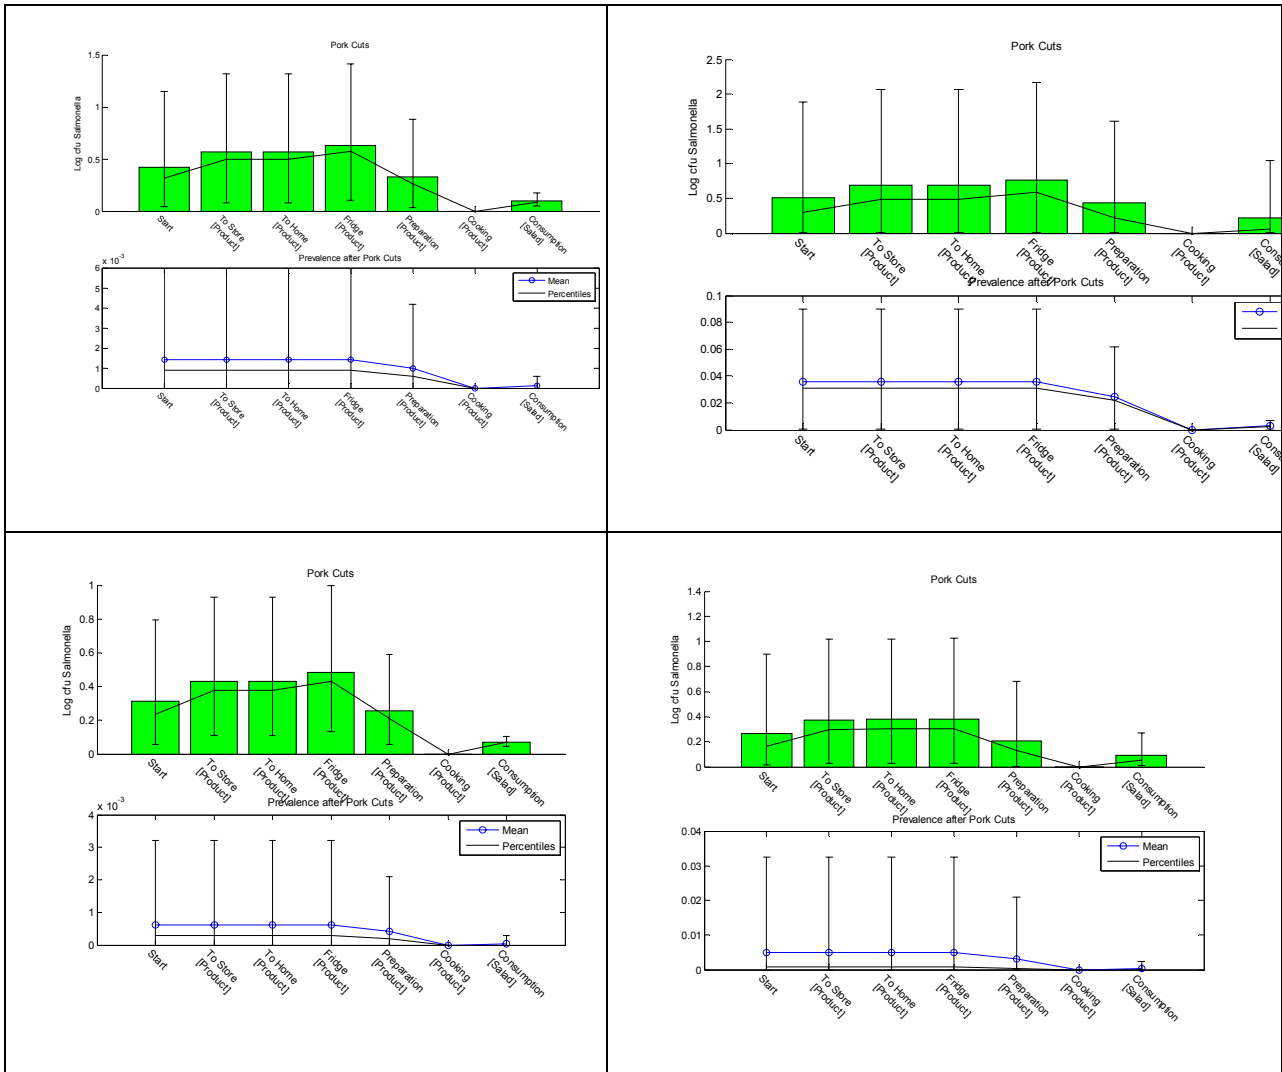 Pork Cuts
Log cfu Salmonella
1.5
1
0.5
0
Start
To Store
[Product]
To Home
[Product]
Fridge
[Product]
Preparation
[Product]
Cooking
[Product]
Consumption
[Salad]
x 10⁻³
Prevalence after Pork Cuts
6
5
4
3
2
1
0
Mean
Percentiles
Start
To Store
[Product]
To Home
[Product]
Fridge
[Product]
Preparation
[Product]
Cooking
[Product]
Consumption
[Salad]
Pork Cuts
Log cfu Salmonella
2.5
2
1.5
1
0.5
0
Start
To Store
[Product]
To Home
[Product]
Fridge
[Product]
Preparation
[Product]
Cooking
[Product]
Cons
[Salad]
Prevalence after Pork Cuts
0.1
0.08
0.06
0.04
0.02
0
Start
To Store
[Product]
To Home
[Product]
Fridge
[Product]
Preparation
[Product]
Cooking
[Product]
Cons
[Salad]
Pork Cuts
Log cfu Salmonella
1
0.8
0.6
0.4
0.2
0
Start
To Store
[Product]
To Home
[Product]
Fridge
[Product]
Preparation
[Product]
Cooking
[Product]
Consumption
[Salad]
x 10⁻³
Prevalence after Pork Cuts
4
3
2
1
0
Mean
Percentiles
Start
To Store
[Product]
To Home
[Product]
Fridge
[Product]
Preparation
[Product]
Cooking
[Product]
Consumption
[Salad]
Pork Cuts
Log cfu Salmonella
1.4
1.2
1
0.8
0.6
0.4
0.2
0
Start
To Store
[Product]
To Home
[Product]
Fridge
[Product]
Preparation
[Product]
Cooking
[Product]
Consumption
[Salad]
Prevalence after Pork Cuts
0.04
0.03
0.02
0.01
0
Mean
Percentiles
Start
To Store
[Product]
To Home
[Product]
Fridge
[Product]
Preparation
[Product]
Cooking
[Product]
Consumption
[Salad]